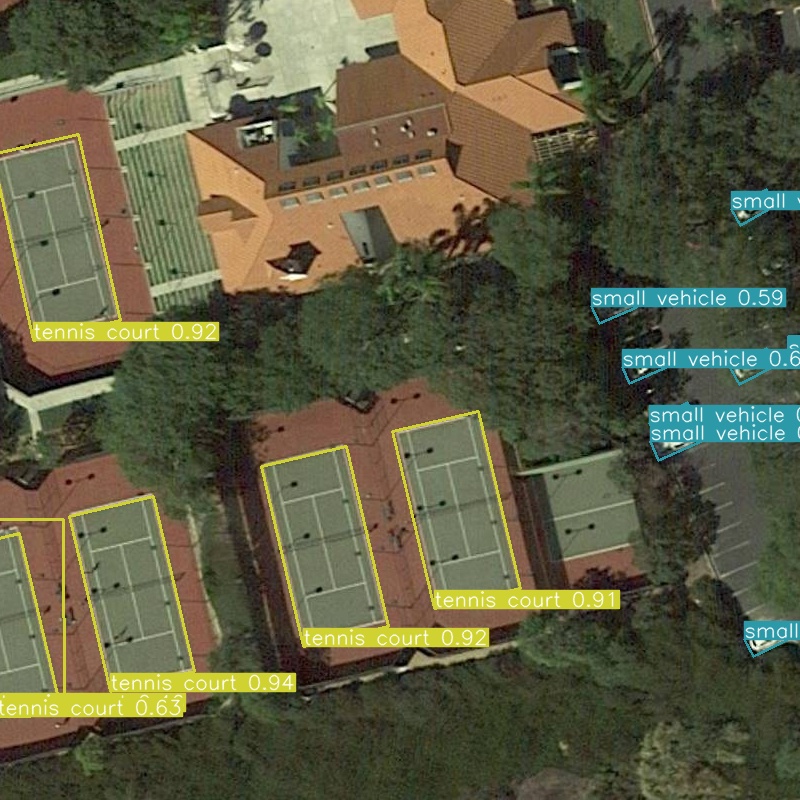 small v
small vehicle 0.59
tennis court 0.92
small vehicle 0.6
small vehicle 0
small vehicle 0
tennis court 0.91
tennis court 0.92
small
tennis court 0.94
tennis court 0.63